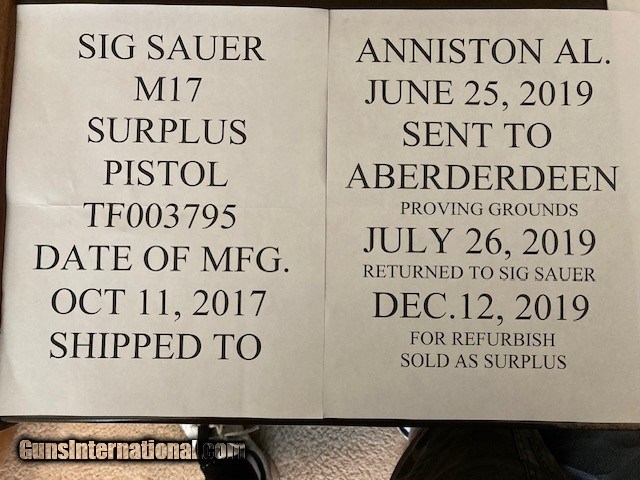 SIG SAUER
M17
SURPLUS
PISTOL
TF003795
DATE OF MFG.
OCT 11, 2017
SHIPPED TO
ANNISTON AL.
JUNE 25, 2019
SENT TO
ABERDERDEEN
PROVING GROUNDS
JULY 26, 2019
RETURNED TO SIG SAUER
DEC.12, 2019
FOR REFURBISH
SOLD AS SURPLUS
GunsInternational.com